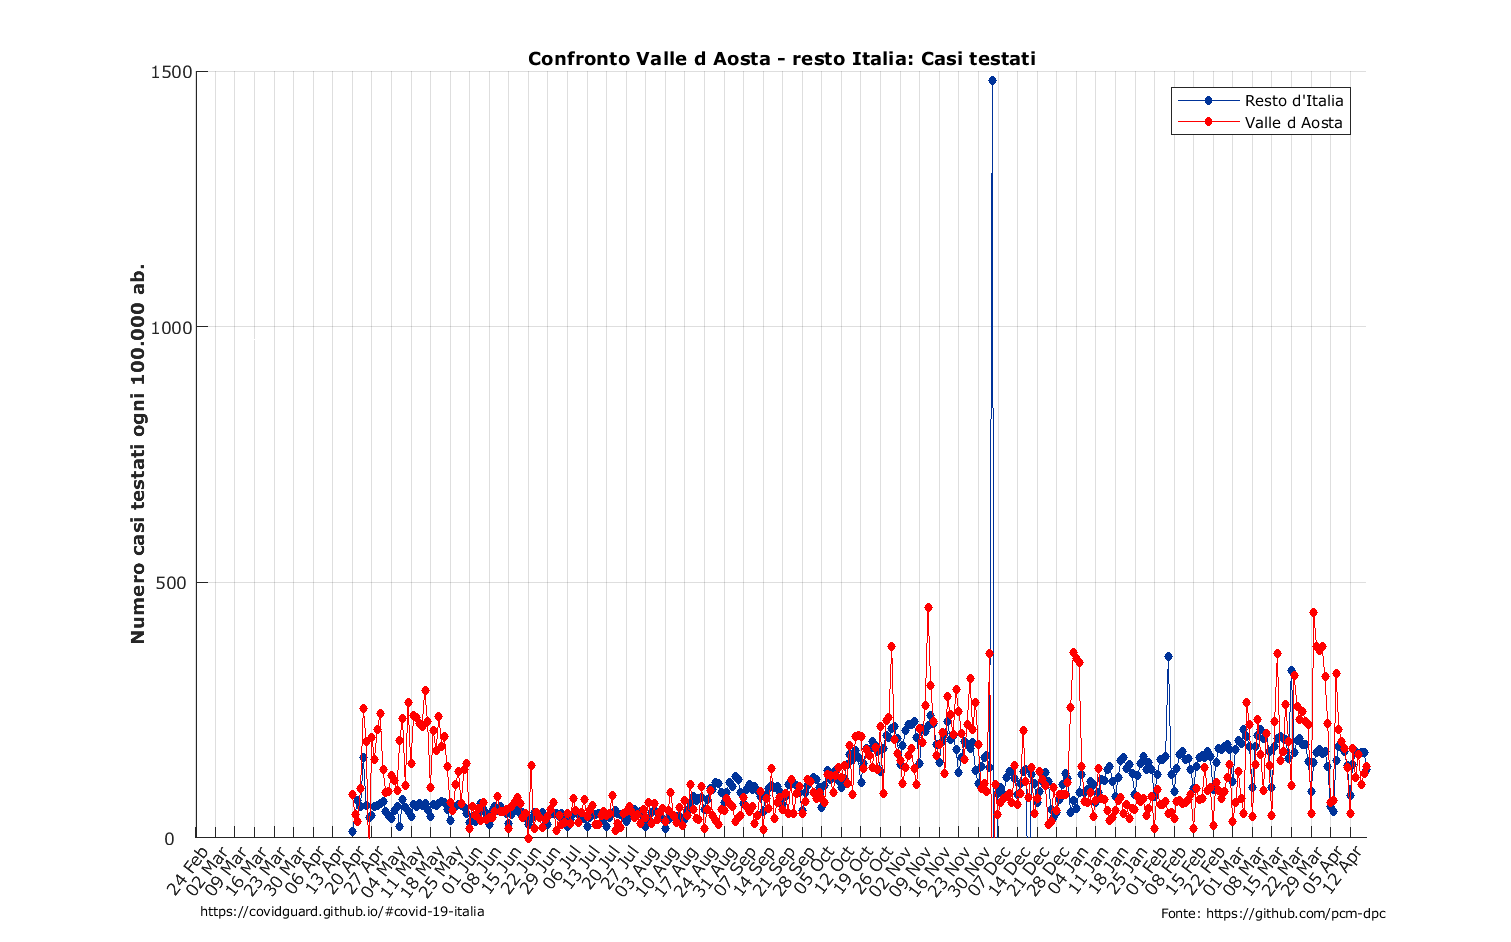 Confronto Valle d Aosta - resto Italia: Casi testati
Resto d'Italia
Valle d Aosta
Numero casi testati ogni 100.000 ab.
1500
1000
500
0
24 Feb
02 Mar
09 Mar
16 Mar
23 Mar
30 Mar
06 Apr
13 Apr
20 Apr
27 Apr
04 May
11 May
18 May
25 May
01 Jun
08 Jun
15 Jun
22 Jun
29 Jun
06 Jul
13 Jul
20 Jul
27 Jul
03 Aug
10 Aug
17 Aug
24 Aug
31 Aug
07 Sep
14 Sep
21 Sep
28 Sep
05 Oct
12 Oct
19 Oct
26 Oct
02 Nov
09 Nov
16 Nov
23 Nov
30 Nov
07 Dec
14 Dec
21 Dec
28 Dec
04 Jan
11 Jan
18 Jan
25 Jan
01 Feb
08 Feb
15 Feb
22 Feb
01 Mar
08 Mar
15 Mar
22 Mar
29 Mar
05 Apr
12 Apr
https://covidguard.github.io/#covid-19-italia
Fonte: https://github.com/pcm-dpc